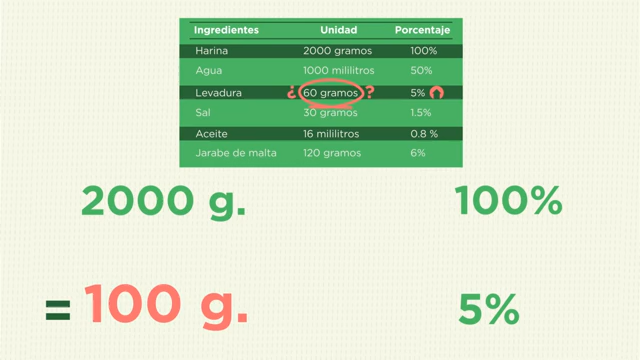 Ingredientes Unidad Porcentaje
Harina 2000 gramos 100%
Agua 1000 mililitros 50%
Levadura ¿ 60 gramos ? 5%
Sal 30 gramos 1.5%
Aceite 16 mililitros 0.8 %
Jarabe de malta 120 gramos 6%
2000 g. 100%
= 100 g. 5%